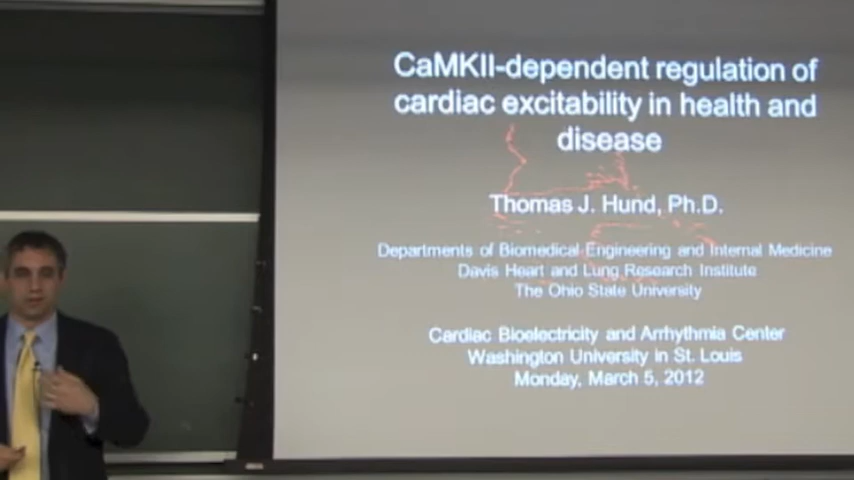 CaMKII-dependent regulation of
cardiac excitability in health and
disease
Thomas J. Hund, Ph.D.
Departments of Biomedical Engineering and Internal Medicine
Davis Heart and Lung Research Institute
The Ohio State University
Cardiac Bioelectricity and Arrhythmia Center
Washington University in St. Louis
Monday, March 5, 2012